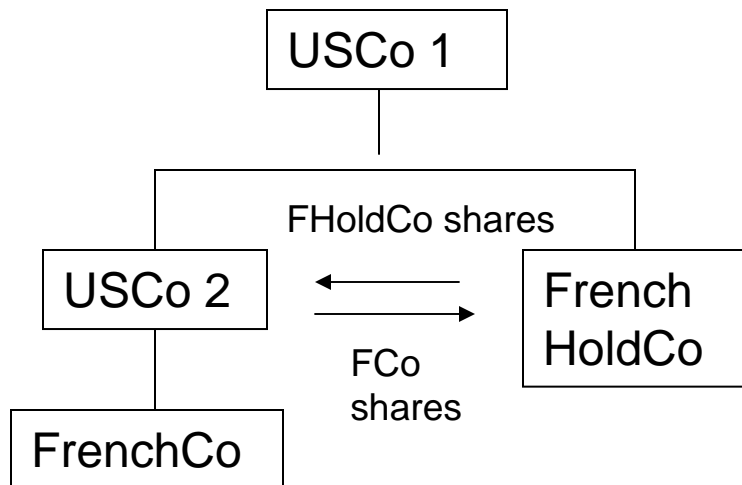 USCo 1
FHoldCo shares
USCo 2
French
HoldCo
FCo
shares
FrenchCo